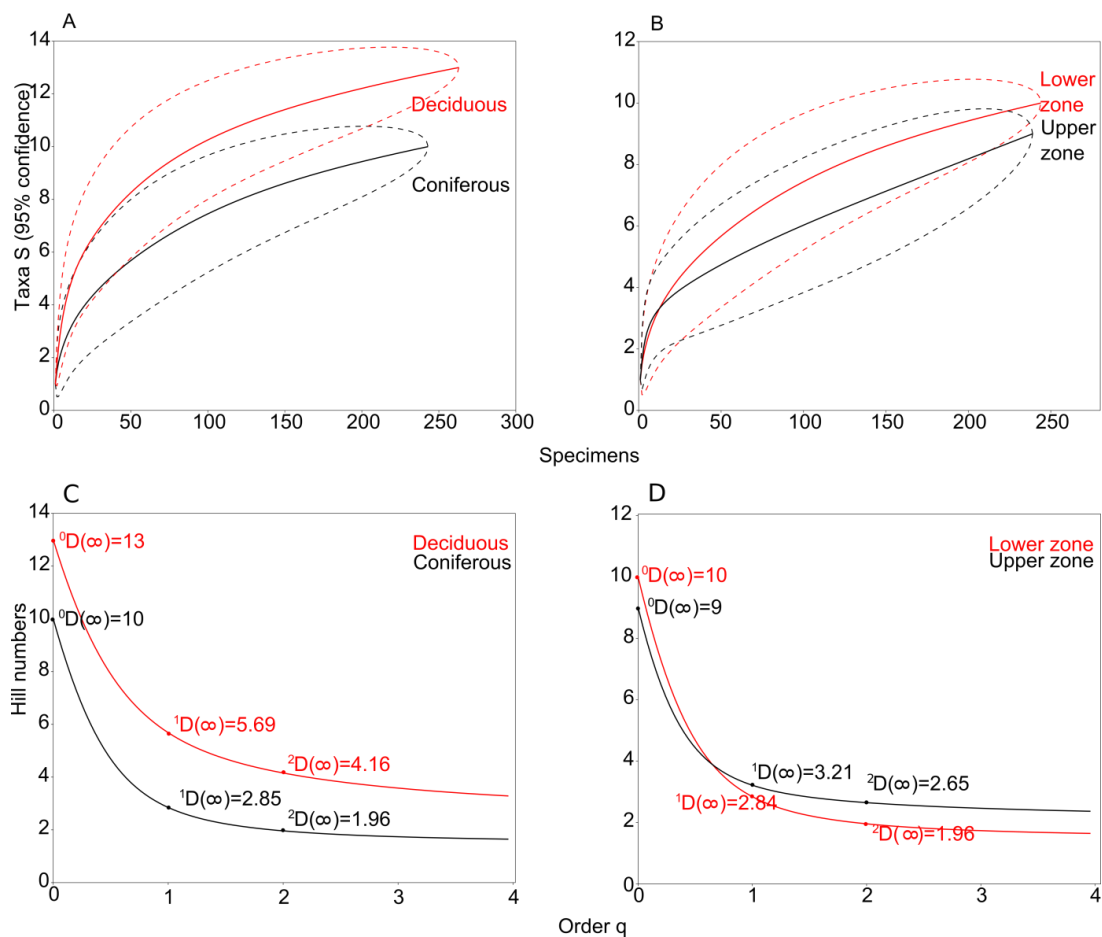 A
14
12
10
8
6
4
2
0
Taxa S (95% confidence)
Deciduous
Coniferous
0 50 100 150 200 250 300
B
12
10
8
6
4
2
0
Lower
zone
Upper
zone
0 50 100 150 200 250
Specimens
C
14
12
10
8
6
4
2
0
Hill numbers
⁰D(∞)=13
⁰D(∞)=10
¹D(∞)=5.69
²D(∞)=4.16
¹D(∞)=2.85
²D(∞)=1.96
Deciduous
Coniferous
0 1 2 3 4
D
12
10
8
6
4
2
0
⁰D(∞)=10
⁰D(∞)=9
¹D(∞)=3.21
²D(∞)=2.65
¹D(∞)=2.84
²D(∞)=1.96
Lower zone
Upper zone
0 1 2 3 4
Order q